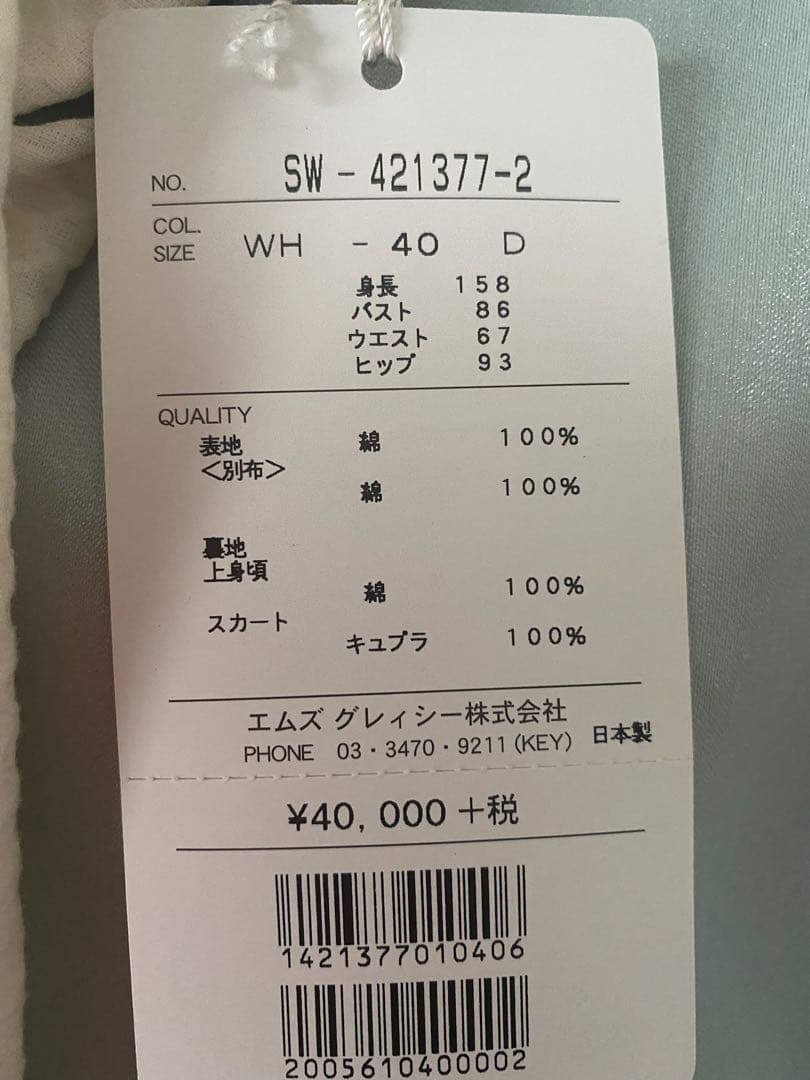 NO. SW-421377-2
COL.
SIZE WH -40 D
身長 158
バスト 86
ウエスト 67
ヒップ 93
QUALITY
表地 綿 100%
<別布>
綿 100%
裏地
上身頃
綿 100%
スカート
キュプラ 100%
エムズ グレィシー株式会社
PHONE 03・3470・9211(KEY) 日本製
¥40,000+税
1421377010406
2005610400002